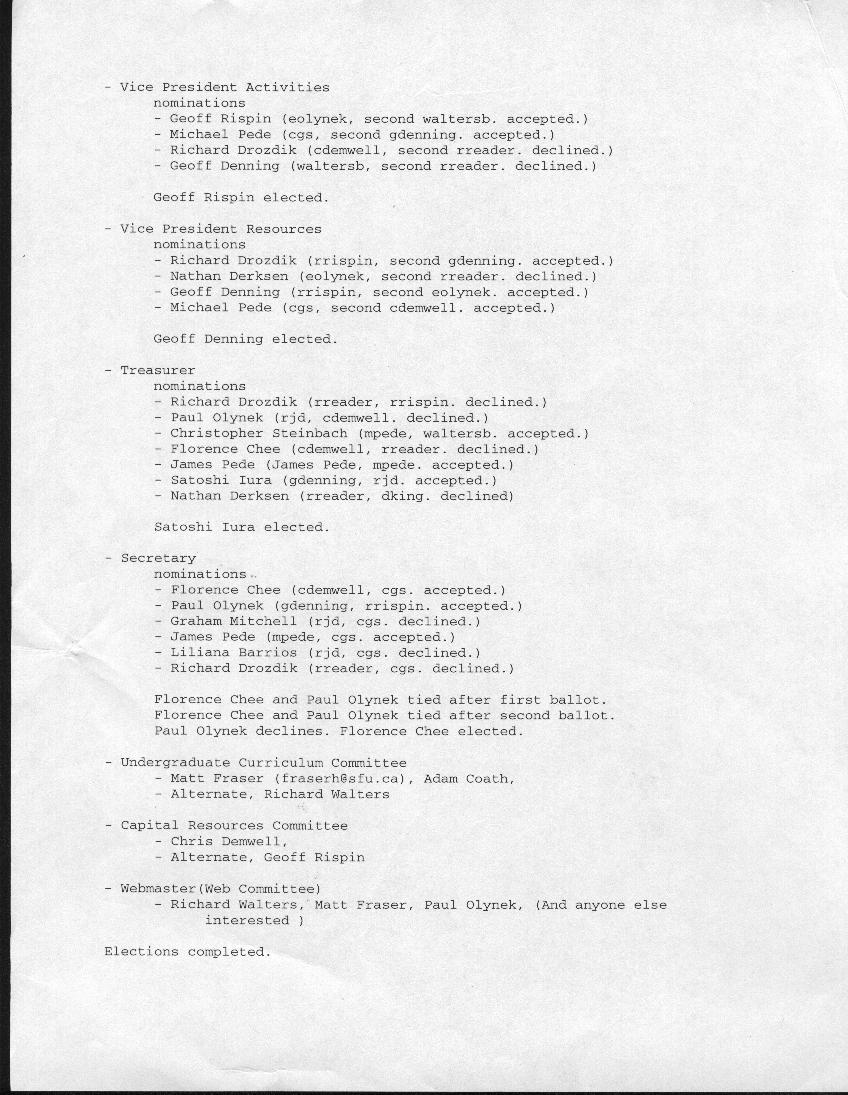 - Vice President Activities
nominations
- Geoff Rispin (eolynek, second waltersb. accepted.)
- Michael Pede (cgs, second gdenning. accepted.)
- Richard Drozdik (cdemwell, second rreader. declined.)
- Geoff Denning (waltersb, second rreader. declined.)
Geoff Rispin elected.
- Vice President Resources
nominations
- Richard Drozdik (rrispin, second gdenning. accepted.)
- Nathan Derksen (eolynek, second rreader. declined.)
- Geoff Denning (rrispin, second eolynek. accepted.)
- Michael Pede (cgs, second cdemwell. accepted.)
Geoff Denning elected.
- Treasurer
nominations
- Richard Drozdik (rreader, rrispin. declined.)
- Paul Olynek (rjd, cdemwell. declined.)
- Christopher Steinbach (mpede, waltersb. accepted.)
- Florence Chee (cdemwell, rreader. declined.)
- James Pede (James Pede, mpede. accepted.)
- Satoshi Iura (gdenning, rjd. accepted.)
- Nathan Derksen (rreader, dking. declined)
Satoshi Iura elected.
- Secretary
nominations
- Florence Chee (cdemwell, cgs. accepted.)
- Paul Olynek (gdenning, rrispin. accepted.)
- Graham Mitchell (rjd, cgs. declined.)
- James Pede (mpede, cgs. accepted.)
- Liliana Barrios (rjd, cgs. declined.)
- Richard Drozdik (rreader, cgs. declined.)
Florence Chee and Paul Olynek tied after first ballot.
Florence Chee and Paul Olynek tied after second ballot.
Paul Olynek declines. Florence Chee elected.
- Undergraduate Curriculum Committee
- Matt Fraser (fraserh@sfu.ca), Adam Coath,
- Alternate, Richard Walters
- Capital Resources Committee
- Chris Demwell,
- Alternate, Geoff Rispin
- Webmaster(Web Committee)
- Richard Walters, Matt Fraser, Paul Olynek, (And anyone else
interested )
Elections completed.